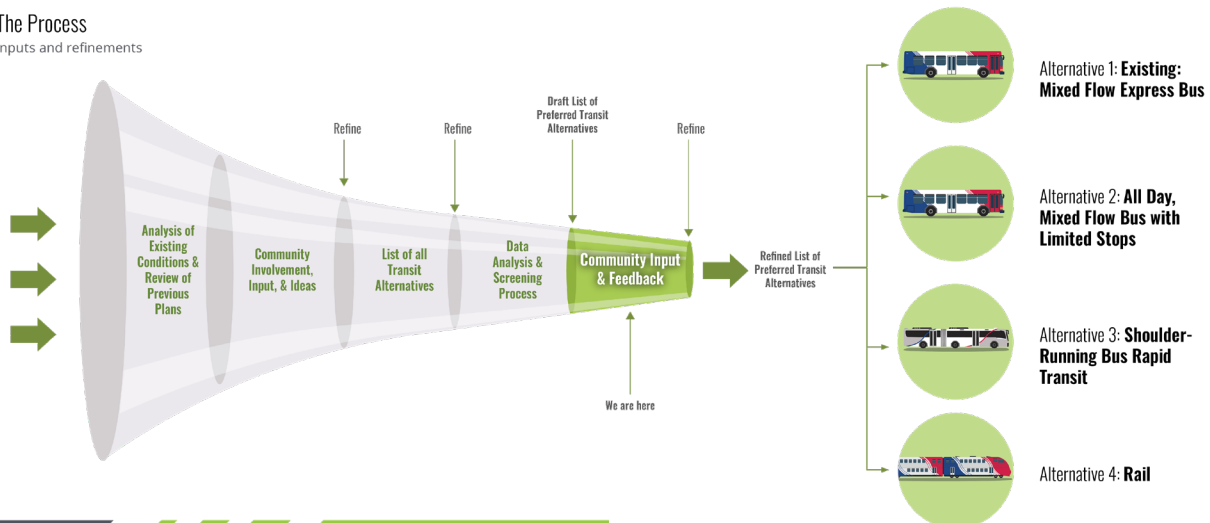 The Process
nputs and refinements
Refine
Refine
Draft List of
Preferred Transit
Alternatives
Refine
Analysis of
Existing
Conditions &
Review of
Previous
Plans
Community
Involvement,
Input, & Ideas
List of all
Transit
Alternatives
Data
Analysis &
Screening
Process
Community Input
& Feedback
We are here
Refined List of
Preferred Transit
Alternatives
Alternative 1: Existing:
Mixed Flow Express Bus
Alternative 2: All Day,
Mixed Flow Bus with
Limited Stops
Alternative 3: Shoulder-
Running Bus Rapid
Transit
Alternative 4: Rail